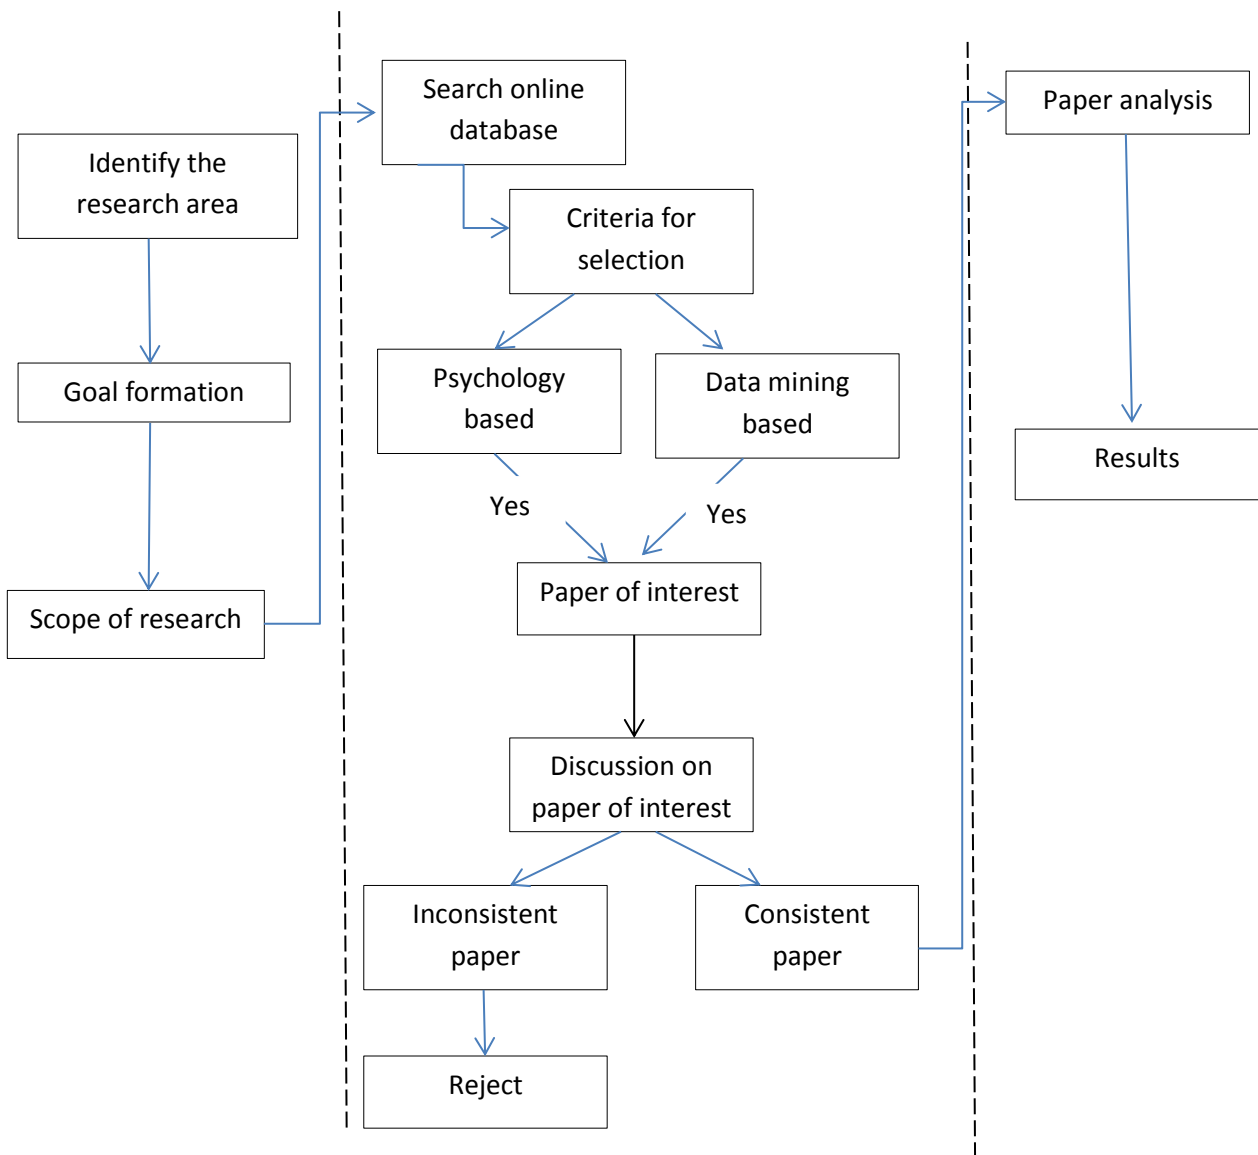 Identify the
research area
Goal formation
Scope of research
Search online
database
Criteria for
selection
Psychology
based
Data mining
based
Yes
Yes
Paper of interest
Discussion on
paper of interest
Inconsistent
paper
Consistent
paper
Reject
Paper analysis
Results